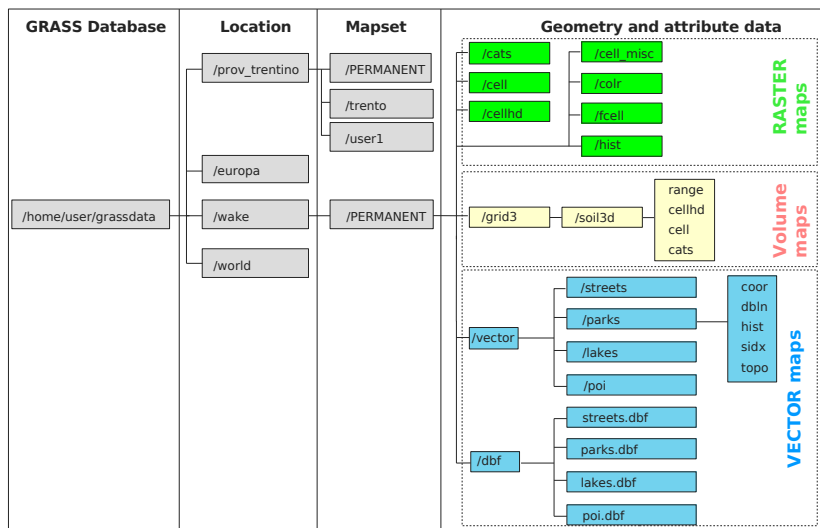 GRASS Database
Location
Mapset
Geometry and attribute data
/home/user/grassdata
/prov_trentino
/europa
/wake
/world
/PERMANENT
/trento
/user1
/PERMANENT
/cats
/cell
/cellhd
/cell_misc
/colr
/fcell
/hist
RASTER
maps
/grid3
/soil3d
range
cellhd
cell
cats
Volume
maps
/vector
/streets
/parks
/lakes
/poi
coor
dbln
hist
sidx
topo
/dbf
streets.dbf
parks.dbf
lakes.dbf
poi.dbf
VECTOR maps